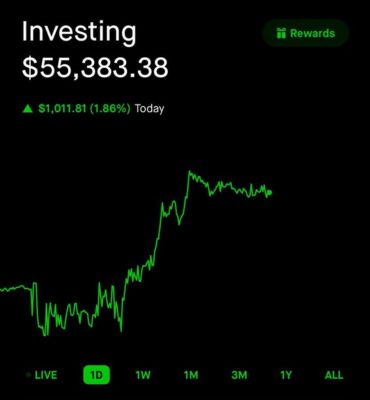 Investing
Rewards
$55,383.38
▲ $1,011.81 (1.86%) Today
LIVE 1D 1W 1M 3M 1Y ALL